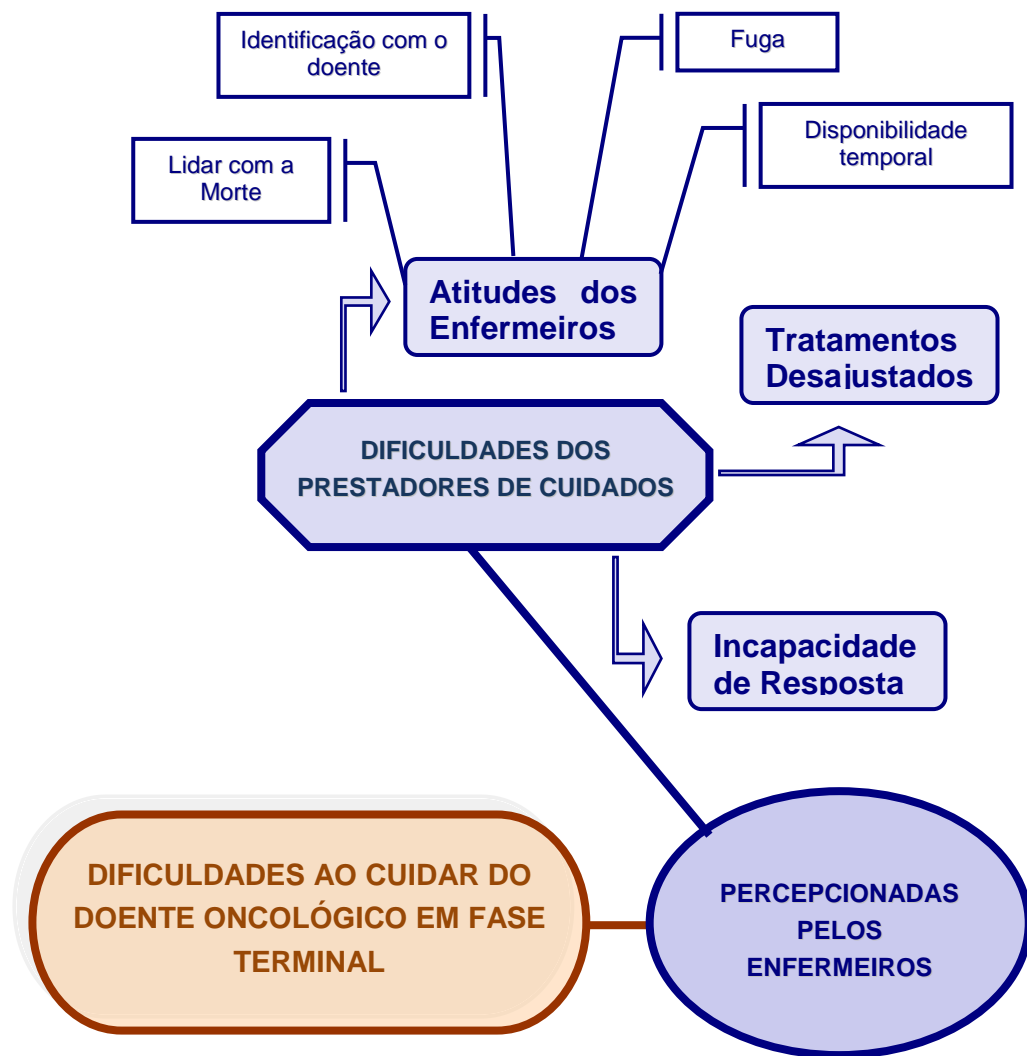 Identificação com o
doente
Fuga
Disponibilidade
temporal
Lidar com a
Morte
Atitudes dos
Enfermeiros
Tratamentos
Desajustados
DIFICULDADES DOS
PRESTADORES DE CUIDADOS
Incapacidade
de Resposta
DIFICULDADES AO CUIDAR DO
DOENTE ONCOLÓGICO EM FASE
TERMINAL
PERCEPCIONADAS
PELOS
ENFERMEIROS